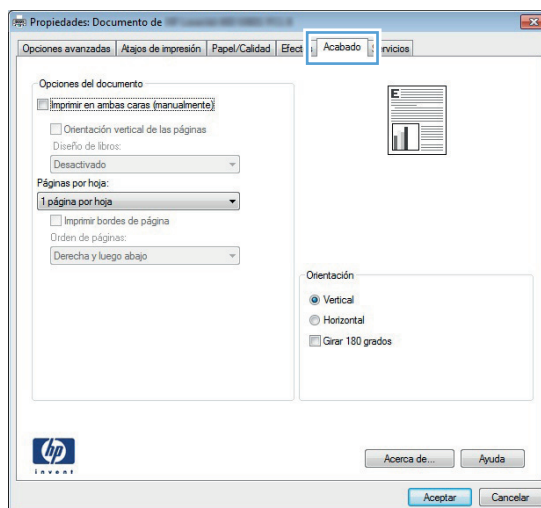 Propiedades: Documento de
Opciones avanzadas Atajos de impresión Papel/Calidad Acabado
Opciones del documento
Imprimir en ambas caras (manualmente)
Orientación vertical de las páginas
Diseño de libros:
Desactivado
Páginas por hoja:
1 página por hoja
Imprimir bordes de página
Orden de páginas:
Derecha y luego abajo
E
Orientación
Vertical
Horizontal
Girar 180 grados
hp
invent
Acerca de... Ayuda
Aceptar Cancelar